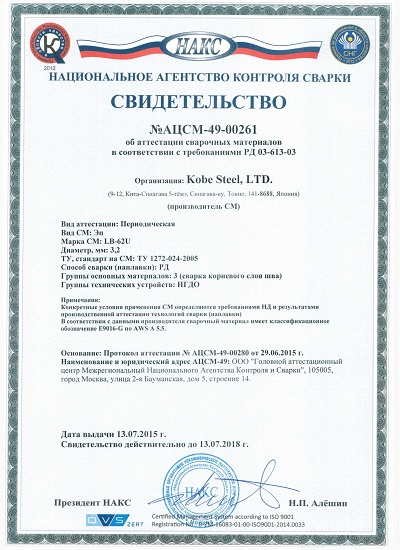 НАКС
2012
СНГ
НАЦИОНАЛЬНОЕ АГЕНТСТВО КОНТРОЛЯ СВАРКИ
СВИДЕТЕЛЬСТВО
№АЦСМ-49-00261
об аттестации сварочных материалов
в соответствии с требованиями РД 03-613-03
Организация: Kobe Steel, LTD.
(9-12, Кита-Синагава 5-тёмэ, Синагава-ку, Токио, 141-8688, Япония)
(производитель СМ)
Вид аттестации: Периодическая
Вид СМ: Эп
Марка СМ: LB-62U
Диаметр, мм: 3,2
ТУ, стандарт на СМ: ТУ 1272-024-2005
Способ сварки (наплавки): РД
Группы основных материалов: 3 (сварка корневого слоя шва)
Группы технических устройств: НГДО
Примечания:
Конкретные условия применения СМ определяются требованиями НД и результатами
производственной аттестации технологий сварки (наплавки)
В соответствии с данными производителя сварочный материал имеет классификационное
обозначение E9016-G по AWS A 5.5.
Основание: Протокол аттестации № АЦСМ-49-00280 от 29.06.2015 г.
Наименование и юридический адрес АЦСМ-49: ООО "Головной аттестационный
центр Межрегиональный Национального Агентства Контроля и Сварки", 105005,
город Москва, улица 2-я Бауманская, дом 5, строение 14.
Дата выдачи 13.07.2015 г.
Свидетельство действительно до 13.07.2018 г.
НАКС
Президент НАКС
Н.П. Алёшин
DVS ZERT
Certified Management System according to ISO 9001
Registration Nr.: DVS-16083-01-00-ISO9001-2014.0033